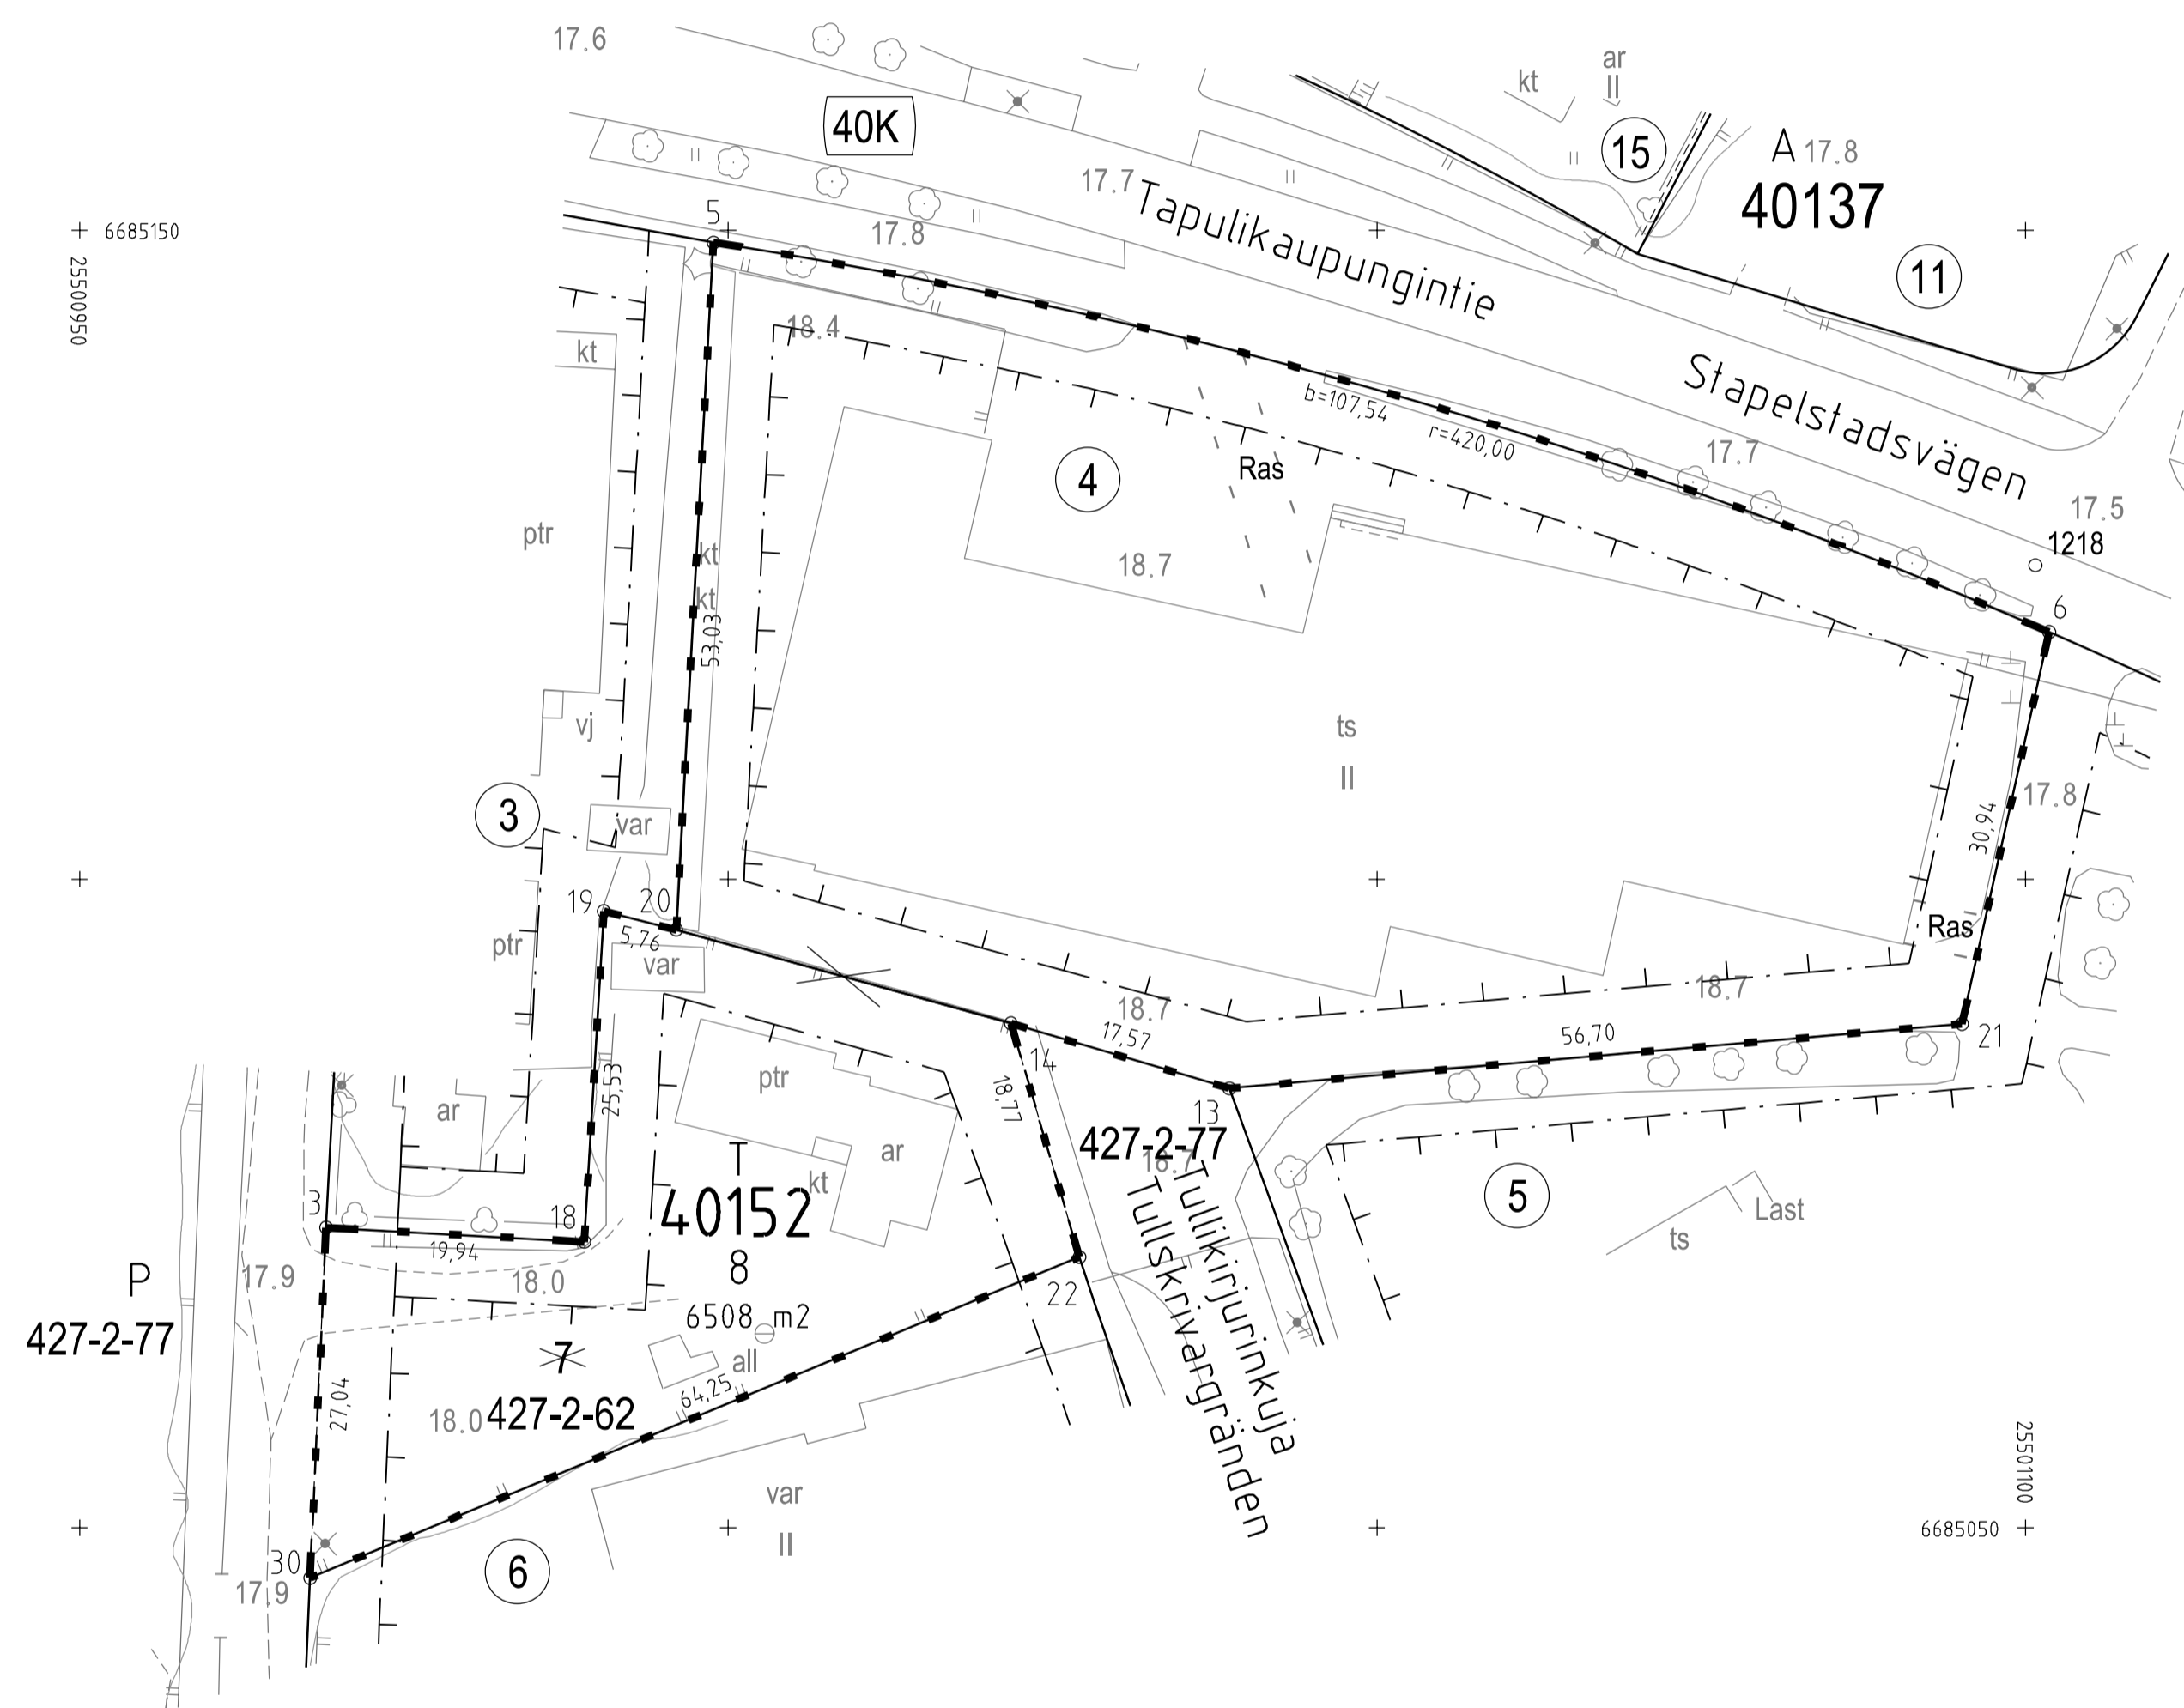 17.6
40K
ar
II
kt
15
A
17.8
40137
17.7
Tapulikaupungintie
5
17.8
6685150
25500950
11
18.4
kt
Stapelstadsvägen
b=107,54
r=420,00
17.7
Ras
4
17.5
1218
ptr
kt
18.7
kt
6
53,03
vj
ts
II
17.8
3
var
30,94
19
20
5,76
Ras
ptr
var
18.7
18.7
17,57
56,70
21
14
ptr
25,53
18,77
ar
13
427-2-77
18.7
ar
T
kt
40152
5
3
18
Last
19,94
ts
8
Tullikirjurinkuja
Tullskrivargränden
P
17.9
18.0
22
6508 m2
427-2-77
7
all
64,25
27,04
18.0
427-2-62
25501100
var
II
6685050
30
6
17.9